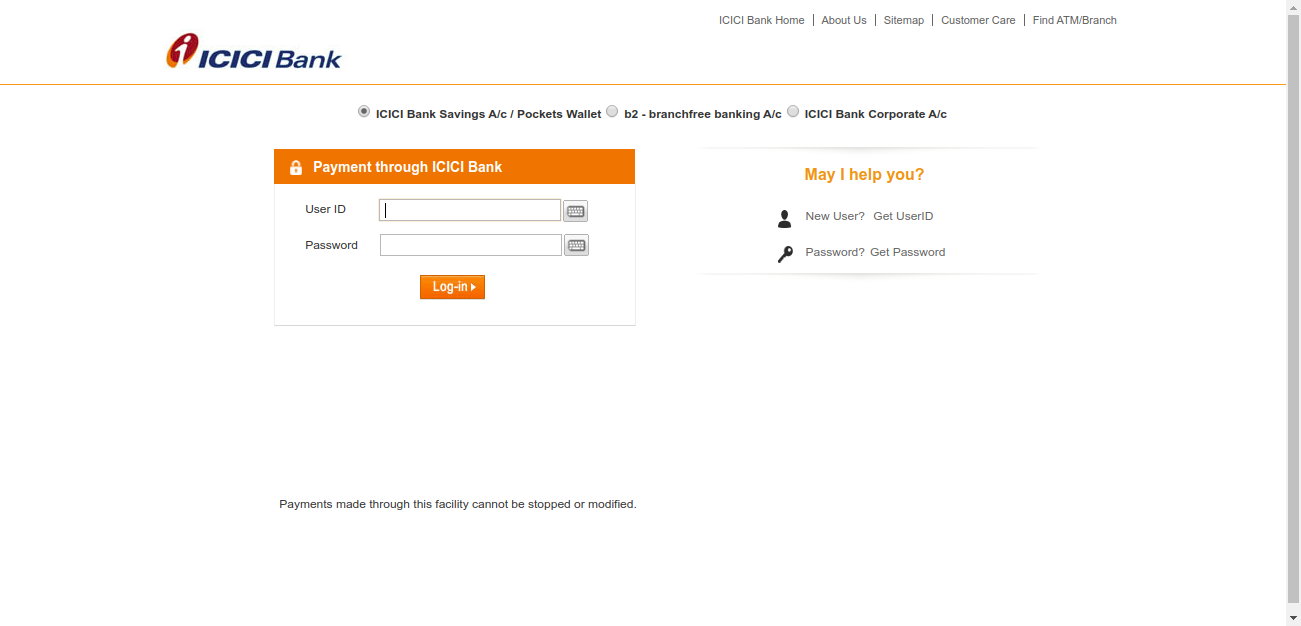 ICICI Bank Home | About Us | Sitemap | Customer Care | Find ATM/Branch
ICICI Bank
ICICI Bank Savings A/c / Pockets Wallet b2 - branchfree banking A/c ICICI Bank Corporate A/c
Payment through ICICI Bank
User ID
Password
Log-in
May I help you?
New User? Get UserID
Password? Get Password
Payments made through this facility cannot be stopped or modified.